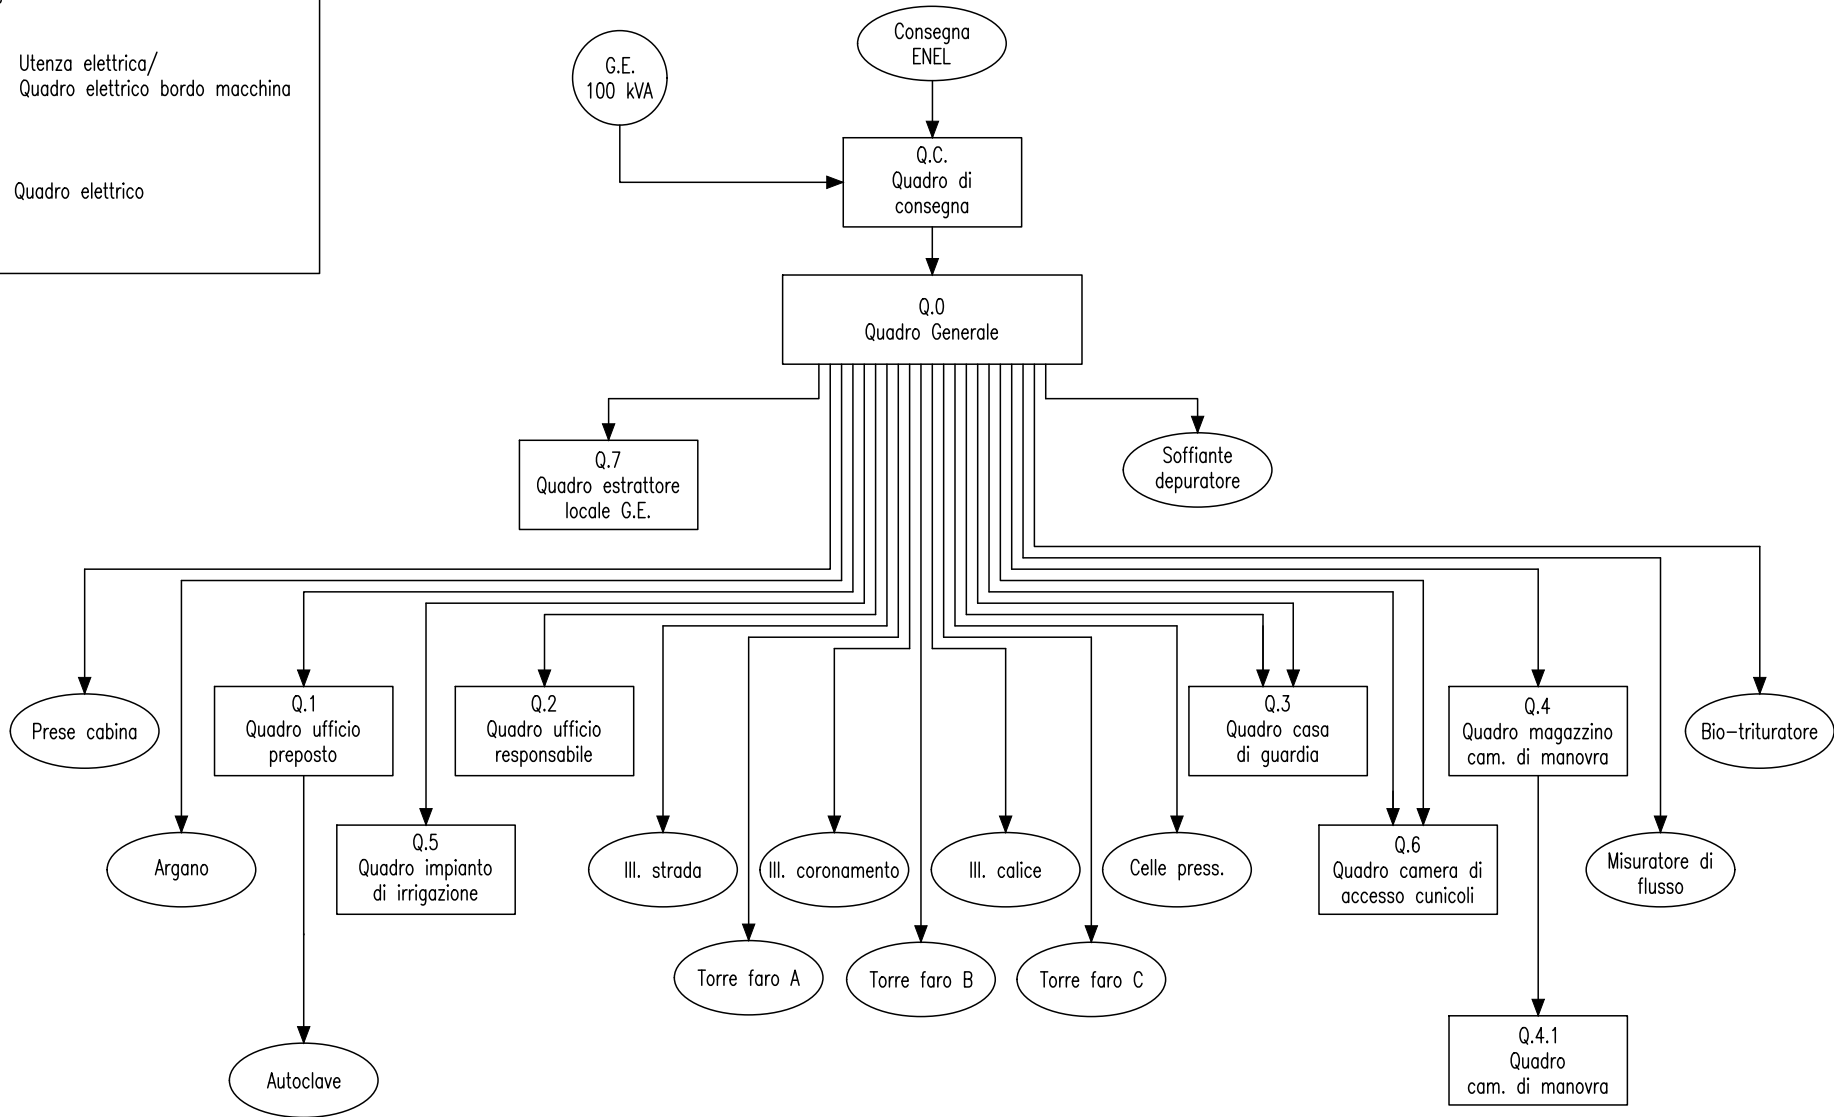 Utenza elettrica/
Quadro elettrico bordo macchina
Quadro elettrico
G.E.
100 kVA
Consegna
ENEL
Q.C.
Quadro di
consegna
Q.0
Quadro Generale
Q.7
Quadro estrattore
locale G.E.
Soffiante
depuratore
Prese cabina
Q.1
Quadro ufficio
preposto
Q.2
Quadro ufficio
responsabile
Q.3
Quadro casa
di guardia
Q.4
Quadro magazzino
cam. di manovra
Bio-trituratore
Argano
Q.5
Quadro impianto
di irrigazione
Ill. strada
Ill. coronamento
Ill. calice
Celle press.
Q.6
Quadro camera di
accesso cunicoli
Misuratore di
flusso
Torre faro A
Torre faro B
Torre faro C
Autoclave
Q.4.1
Quadro
cam. di manovra